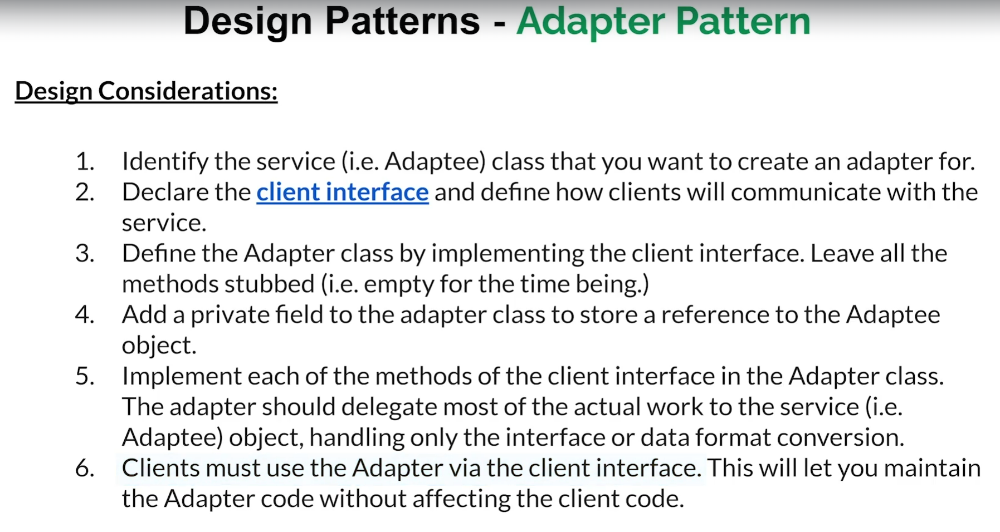 Design Patterns - Adapter Pattern
Design Considerations:
1. Identify the service (i.e. Adaptee) class that you want to create an adapter for.
2. Declare the client interface and define how clients will communicate with the
service.
3. Define the Adapter class by implementing the client interface. Leave all the
methods stubbed (i.e. empty for the time being.)
4. Add a private field to the adapter class to store a reference to the Adaptee
object.
5. Implement each of the methods of the client interface in the Adapter class.
The adapter should delegate most of the actual work to the service (i.e.
Adaptee) object, handling only the interface or data format conversion.
6. Clients must use the Adapter via the client interface. This will let you maintain
the Adapter code without affecting the client code.